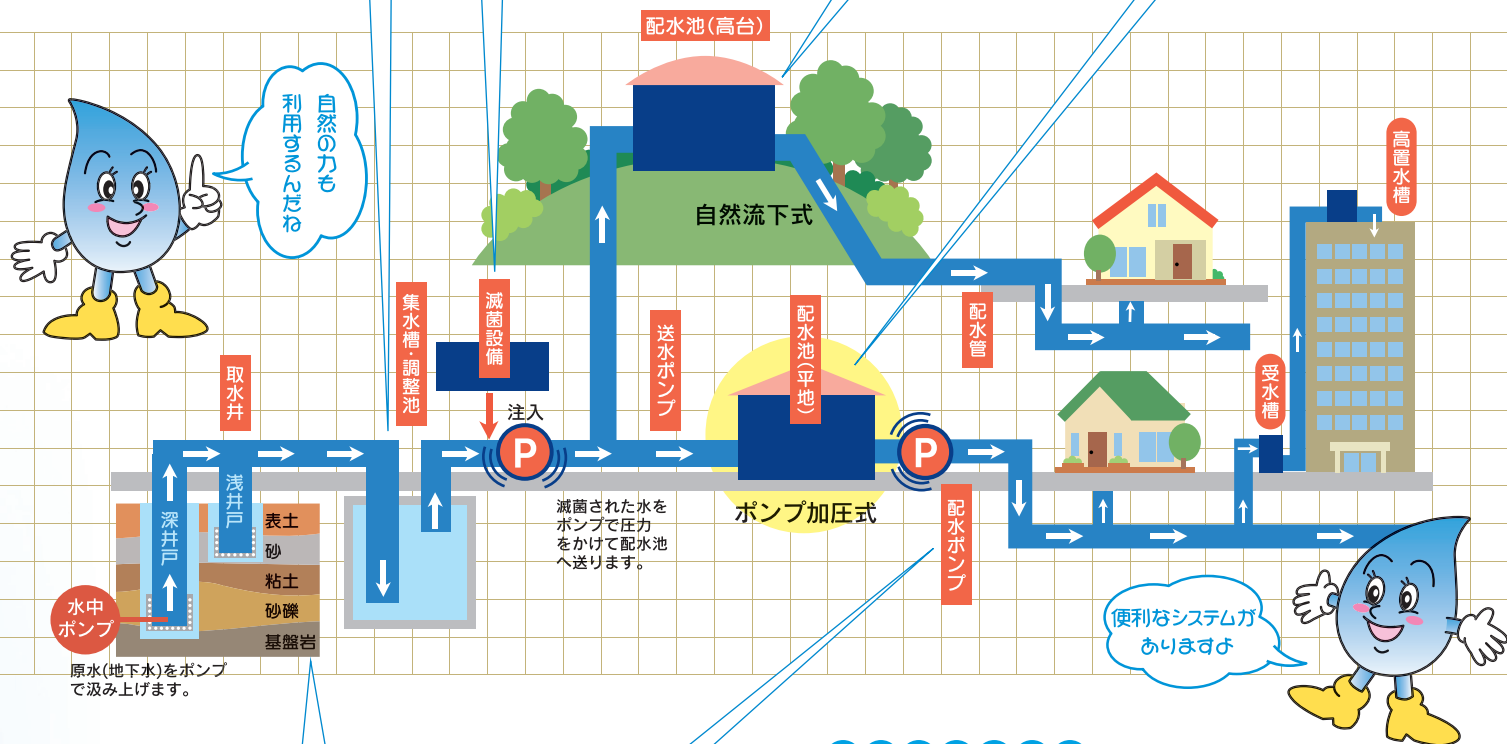 配水池(高台)
自然の力も
利用するんだね
高置水槽
自然流下式
集水槽・調整池
滅菌設備
送水ポンプ
配水池(平地)
配水管
取水井
受水槽
注入
P
P
浅井戸
深井戸
表土
砂
粘土
砂礫
基盤岩
滅菌された水を
ポンプで圧力
をかけて配水池
へ送ります。
ポンプ加圧式
配水ポンプ
水中
ポンプ
原水(地下水)をポンプ
で汲み上げます。
便利なシステムが
ありますよ